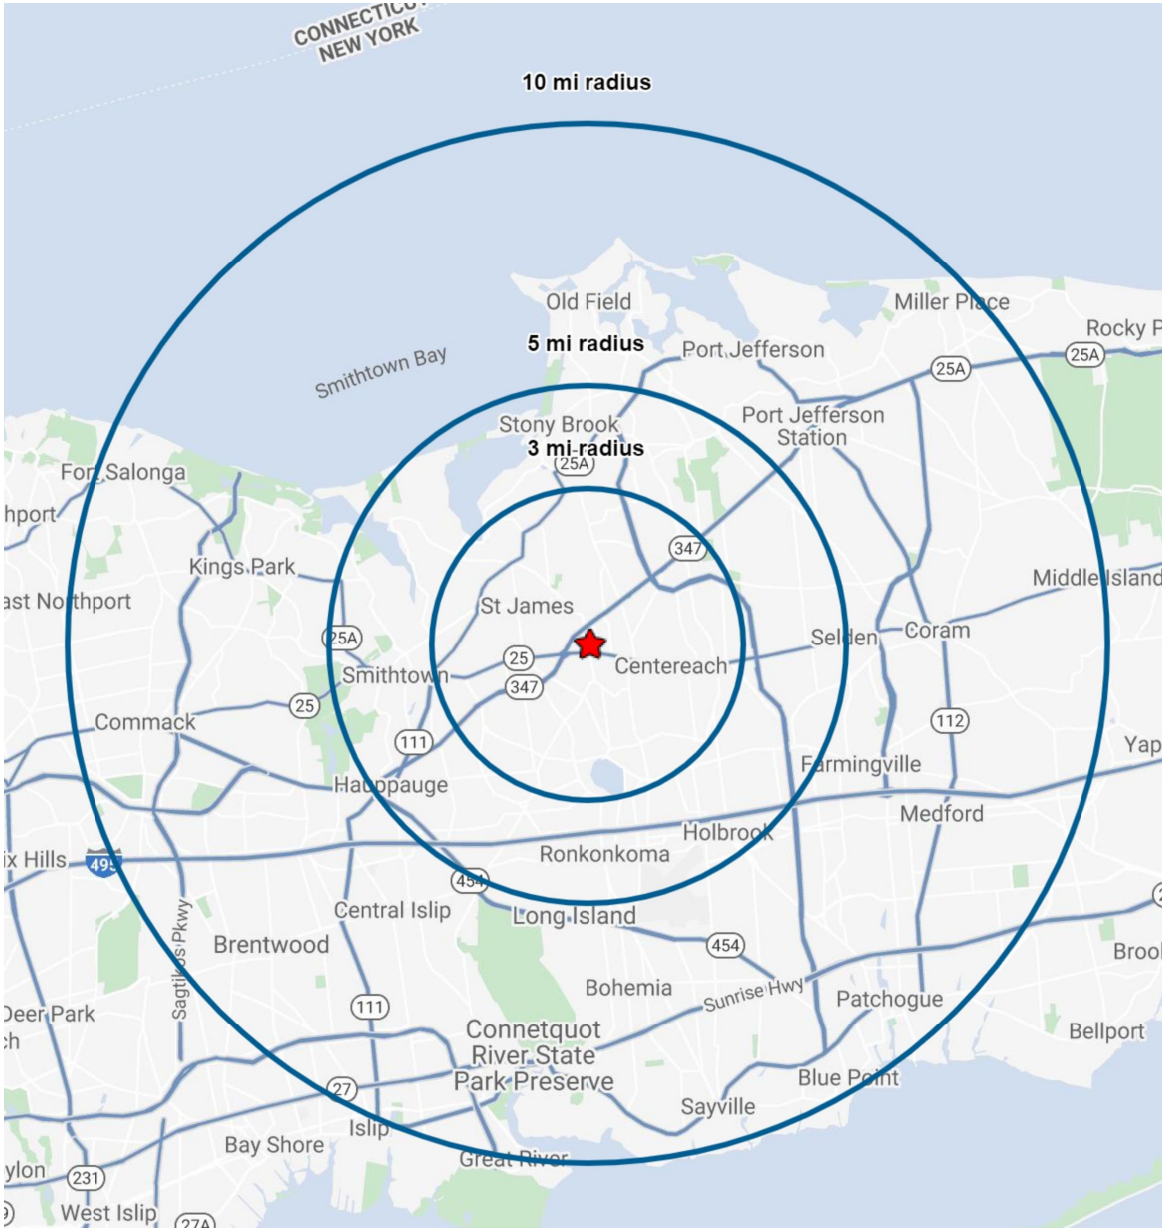 CONNECTICUT
NEW YORK
10 mi radius
Old Field
Miller Place
Rocky P
5 mi radius
Port Jefferson
25A
25A
Smithtown Bay
Stony Brook
Port Jefferson
Station
3 mi radius
25A
Fort Salonga
hport
347
Kings Park
Middle Island
ast Northport
St James
25A
Selden
Coram
25
Centereach
Smithtown
347
25
Commack
112
111
Yap
Farmingville
Hauppauge
Medford
Holbrook
ix Hills
495
Ronkonkoma
454
Central Islip
Long Island
Brentwood
454
Brook
Sagtikos Pkwy
Bohemia
Sunrise Hwy
Patchogue
111
Deer Park
ch
Connetquot
River State
Park Preserve
Bellport
27
Blue Point
Sayville
Islip
Bay Shore
Great River
ylon
231
West Islip
27A